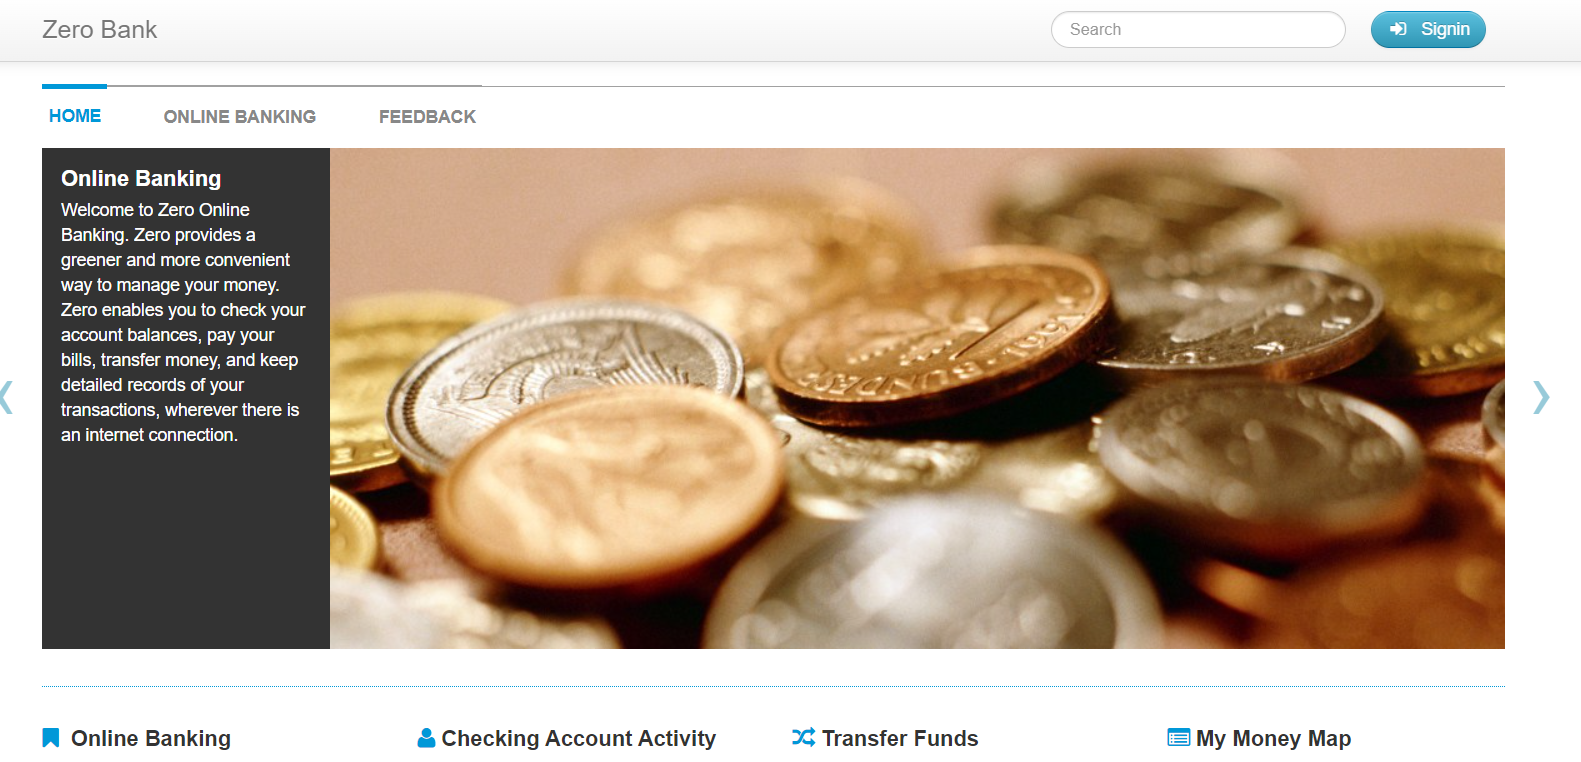 Zero Bank
Search
Signin
HOME
ONLINE BANKING
FEEDBACK
Online Banking
Welcome to Zero Online
Banking. Zero provides a
greener and more convenient
way to manage your money.
Zero enables you to check your
account balances, pay your
bills, transfer money, and keep
detailed records of your
transactions, wherever there is
an internet connection.
1991
Online Banking
Checking Account Activity
Transfer Funds
My Money Map